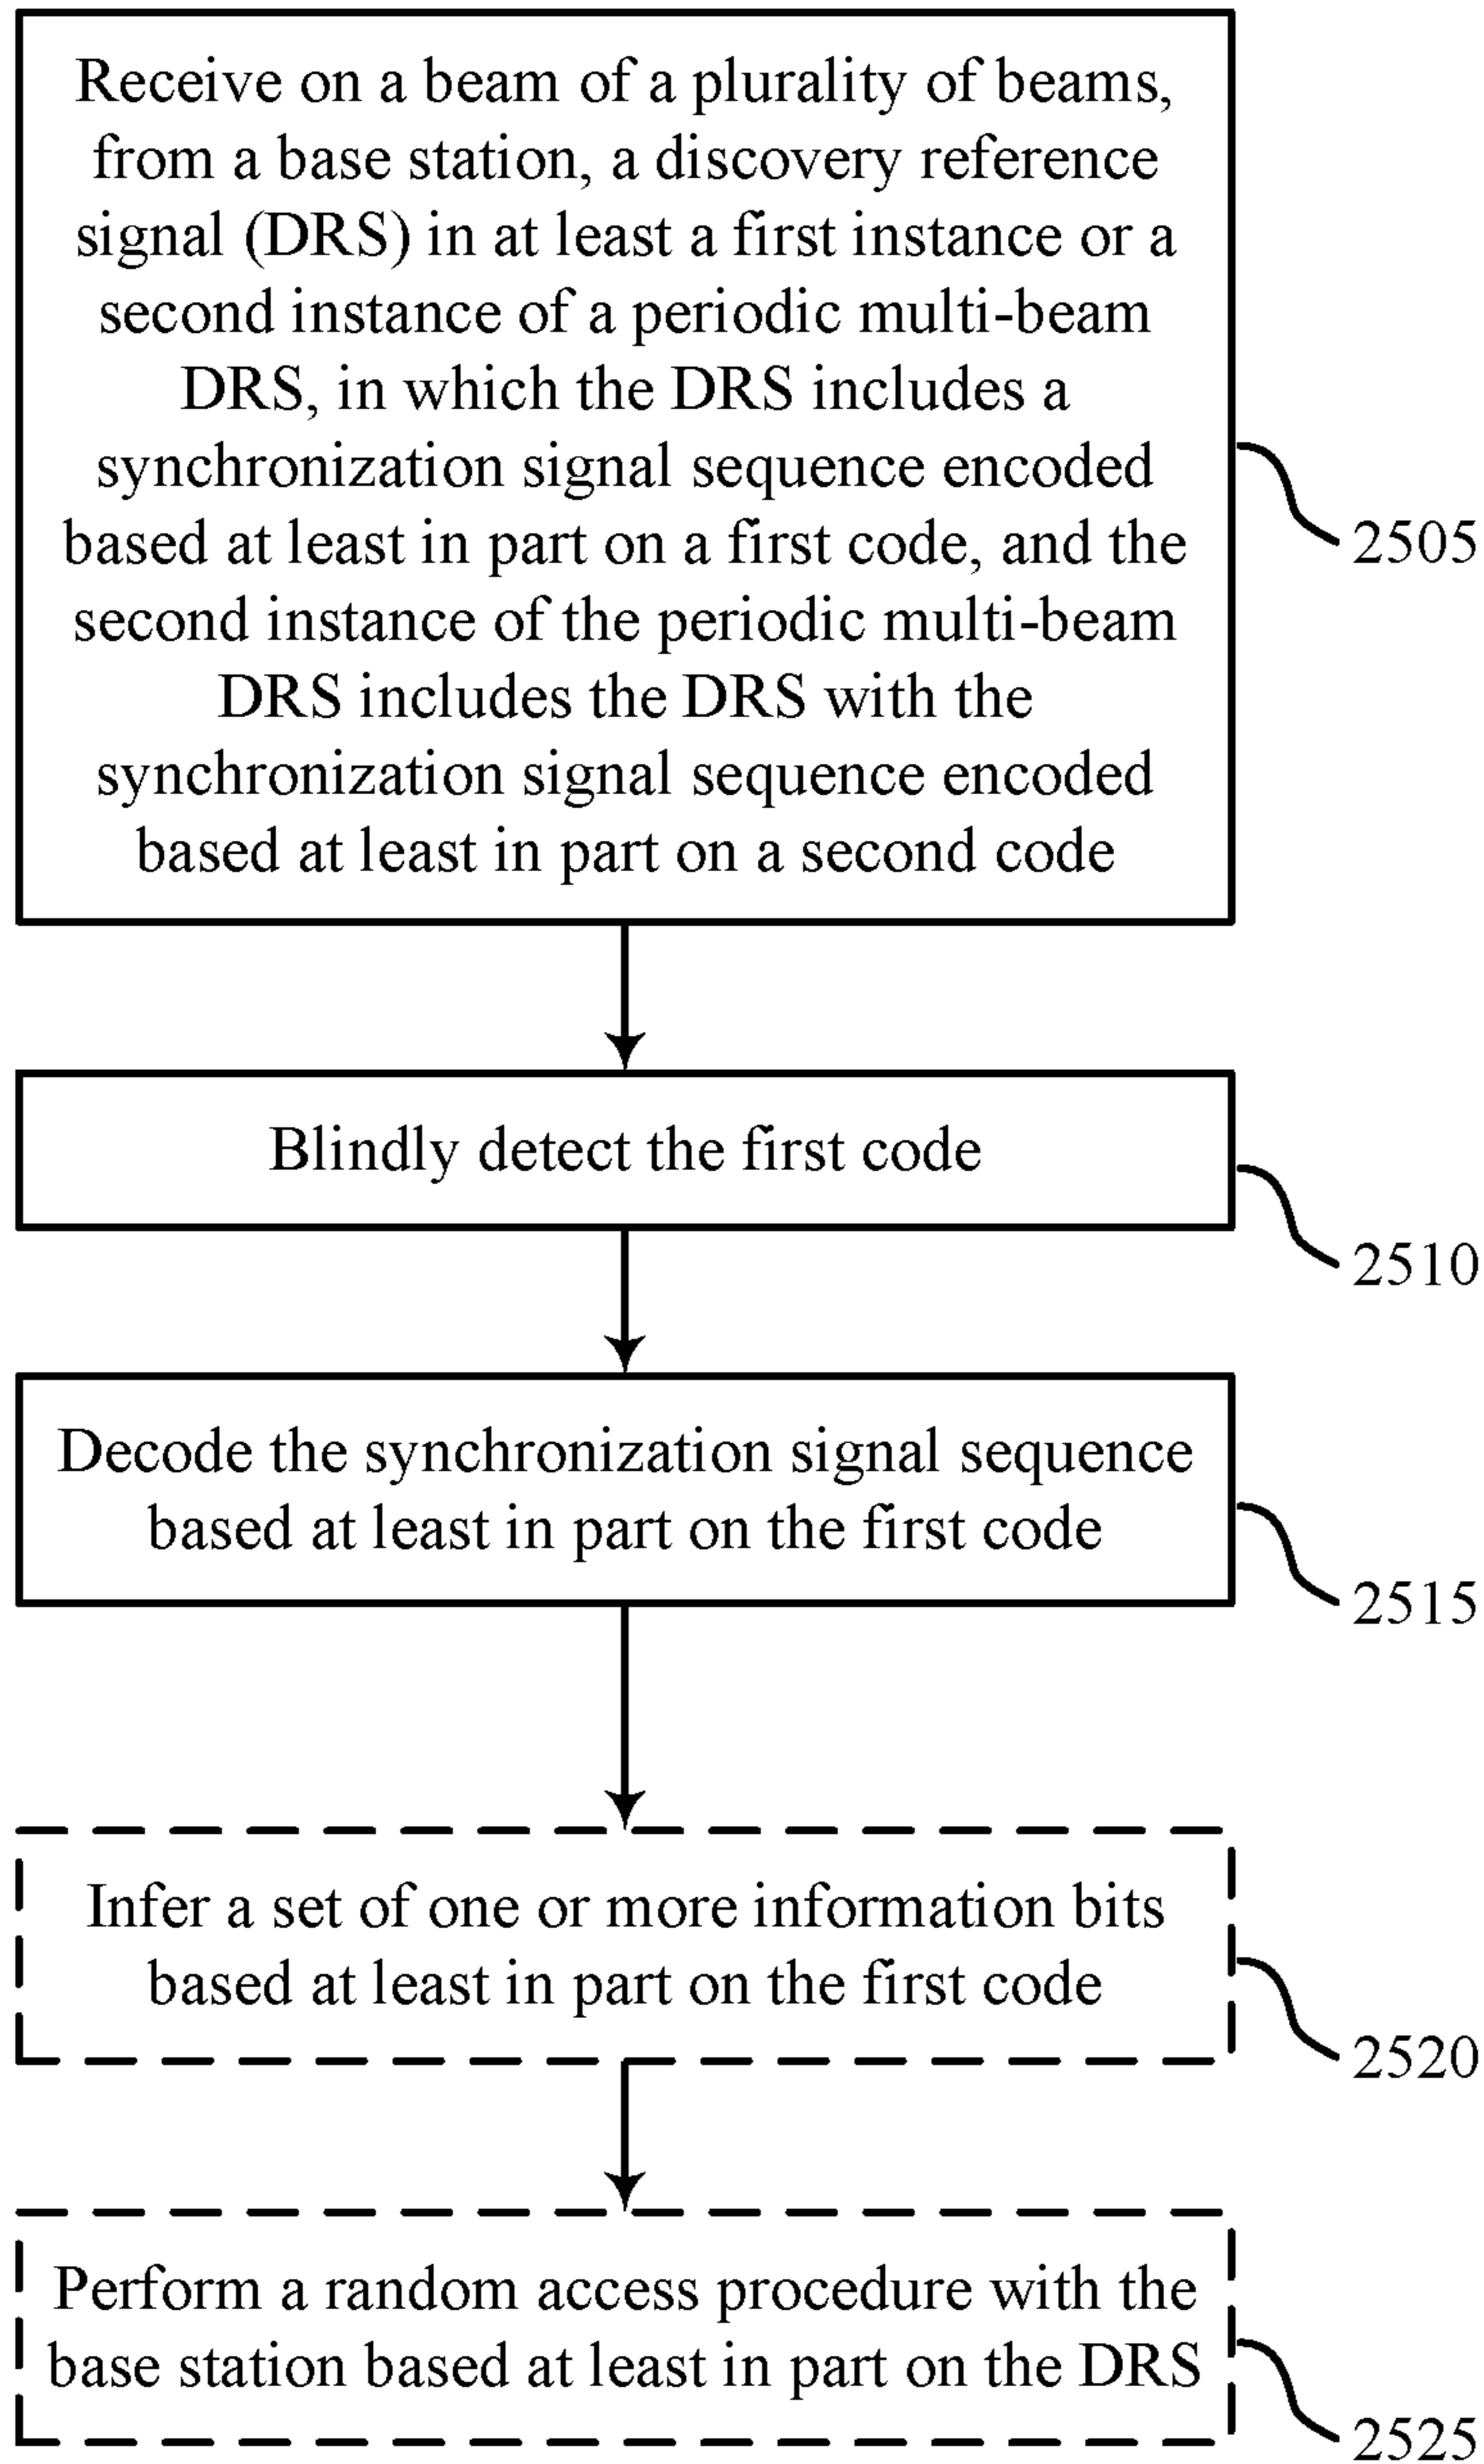 Receive on a beam of a plurality of beams,
from a base station, a discovery reference
signal (DRS) in at least a first instance or a
second instance of a periodic multi-beam
DRS, in which the DRS includes a
synchronization signal sequence encoded
based at least in part on a first code, and the
second instance of the periodic multi-beam
DRS includes the DRS with the
synchronization signal sequence encoded
based at least in part on a second code
2505
Blindly detect the first code
2510
Decode the synchronization signal sequence
based at least in part on the first code
2515
Infer a set of one or more information bits
based at least in part on the first code
2520
Perform a random access procedure with the
base station based at least in part on the DRS
2525